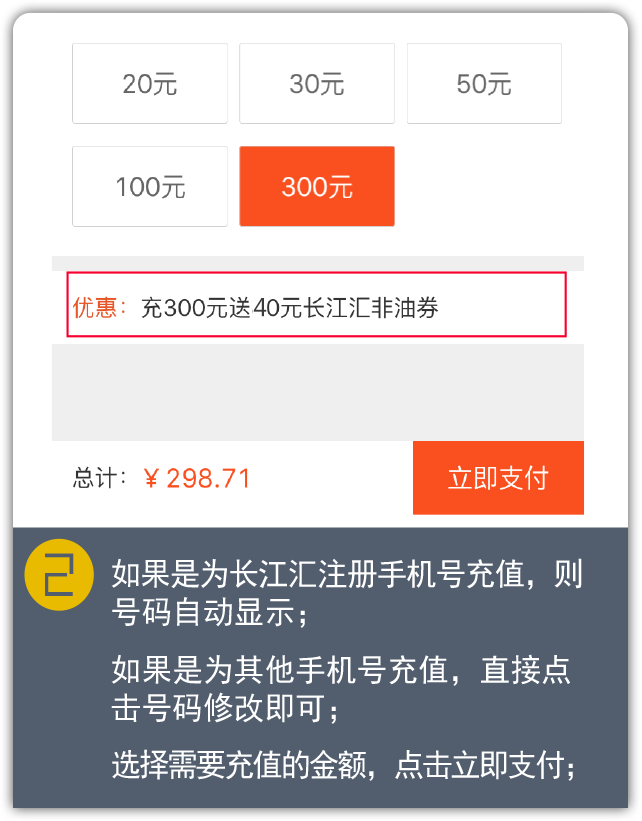 20元 30元 50元
100元 300元
优惠：充300元送40元长江汇非油券
总计：￥298.71 立即支付
2 如果是为长江汇注册手机号充值，则
号码自动显示；
如果是为其他手机号充值，直接点
击号码修改即可；
选择需要充值的金额，点击立即支付；